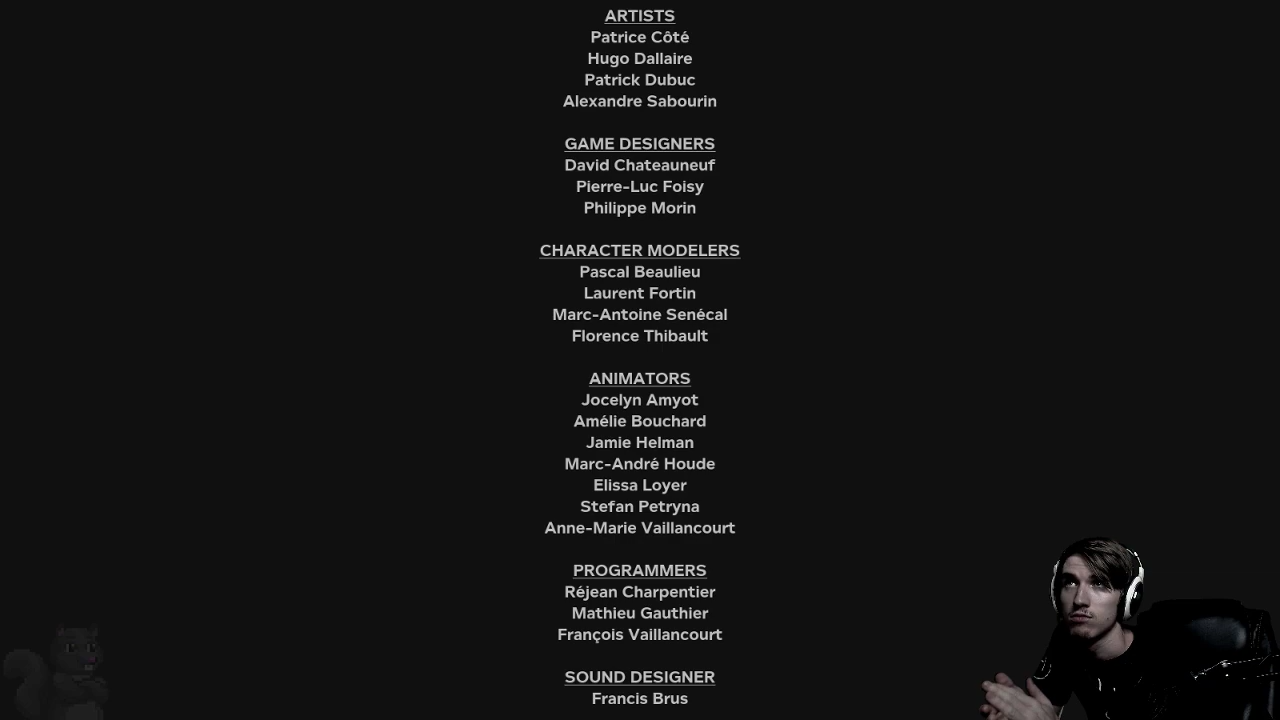 ARTISTS
Patrice Côté
Hugo Dallaire
Patrick Dubuc
Alexandre Sabourin
GAME DESIGNERS
David Chateauneuf
Pierre-Luc Foisy
Philippe Morin
CHARACTER MODELERS
Pascal Beaulieu
Laurent Fortin
Marc-Antoine Senécal
Florence Thibault
ANIMATORS
Jocelyn Amyot
Amélie Bouchard
Jamie Helman
Marc-André Houde
Elissa Loyer
Stefan Petryna
Anne-Marie Vaillancourt
PROGRAMMERS
Réjean Charpentier
Mathieu Gauthier
François Vaillancourt
SOUND DESIGNER
Francis Brus